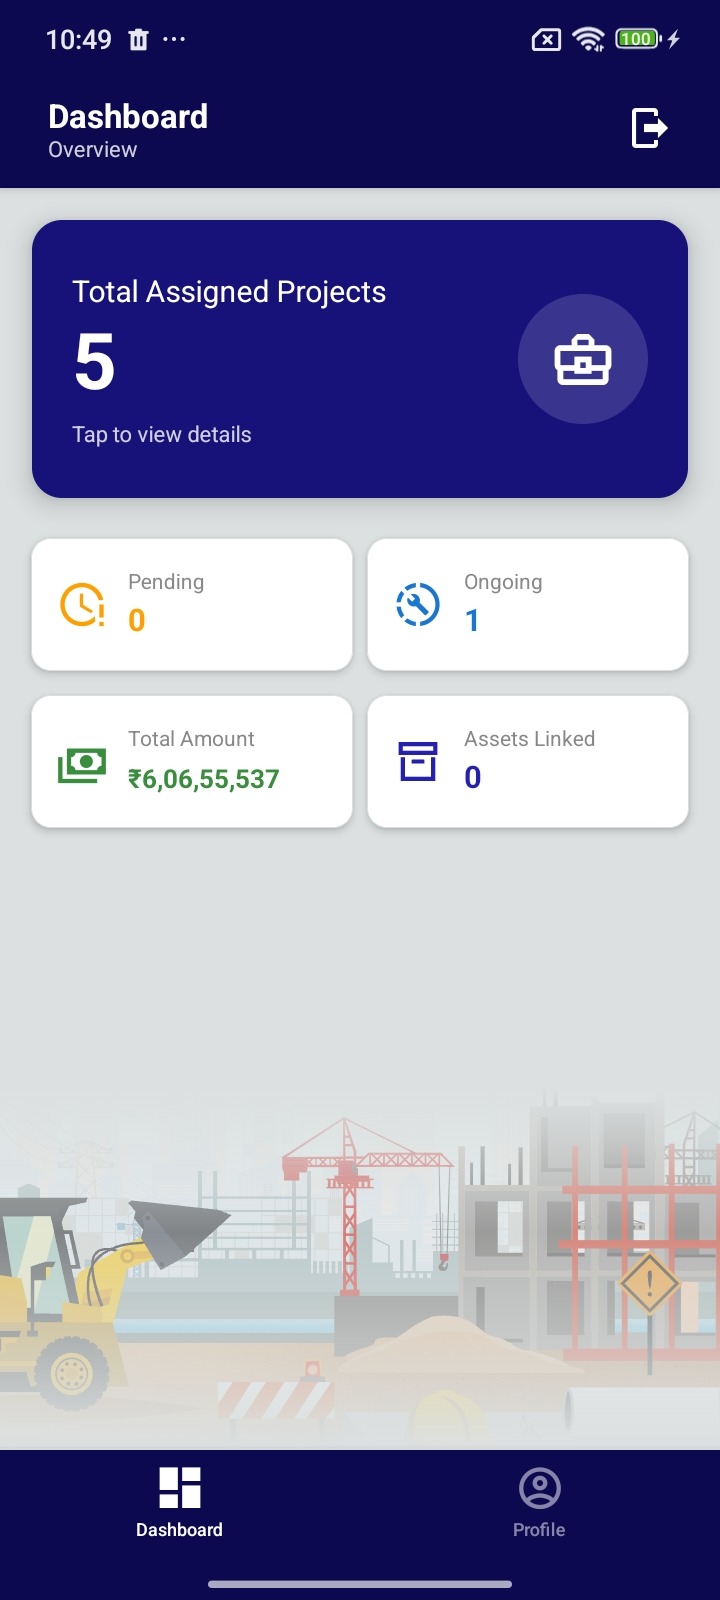 10:49
100
Dashboard
Overview
Total Assigned Projects
5
Tap to view details
Pending
0
Ongoing
1
Total Amount
₹6,06,55,537
Assets Linked
0
!
Dashboard
Profile